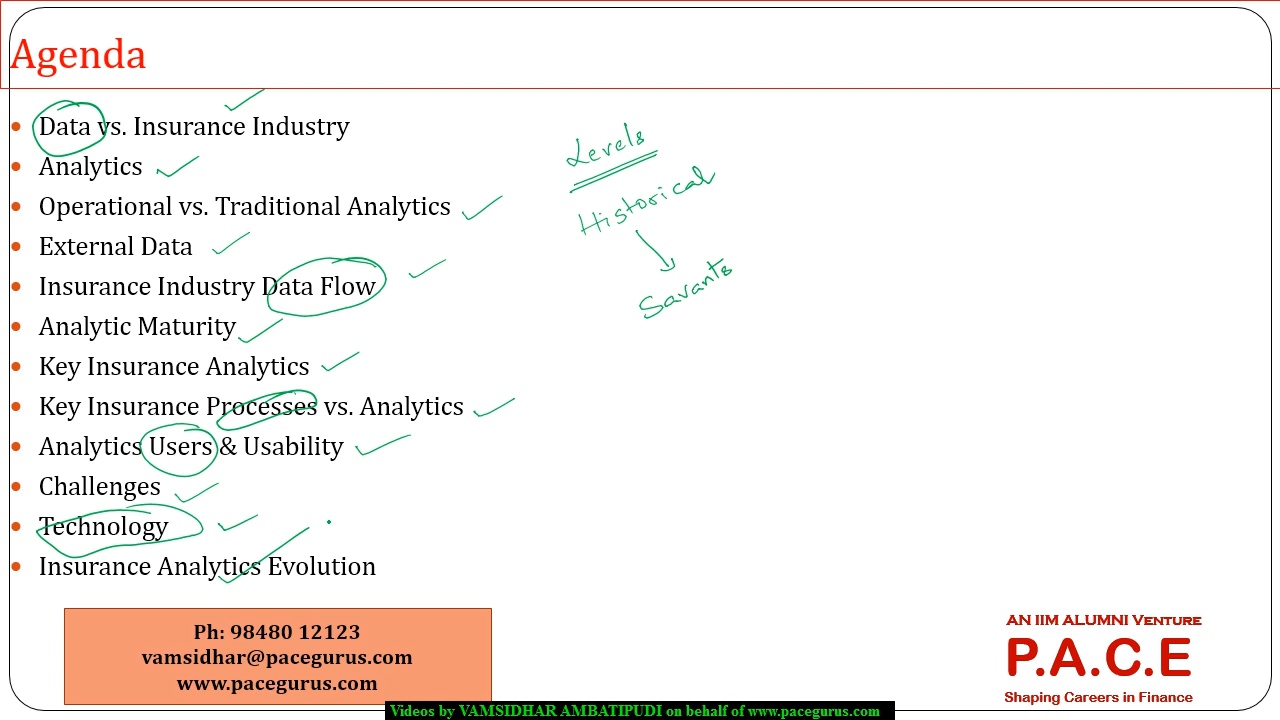 Agenda
• Data vs. Insurance Industry
• Analytics
• Operational vs. Traditional Analytics
• External Data
• Insurance Industry Data Flow
• Analytic Maturity
• Key Insurance Analytics
• Key Insurance Processes vs. Analytics
• Analytics Users & Usability
• Challenges
• Technology
• Insurance Analytics Evolution
Levels
Historical
Savants
Ph: 98480 12123
vamsidhar@pacegurus.com
www.pacegurus.com
AN IIM ALUMNI VENTURE
P.A.C.E
Shaping Careers in Finance
Videos by VAMSIDHAR AMBATIPUDI on behalf of www.pacegurus.com